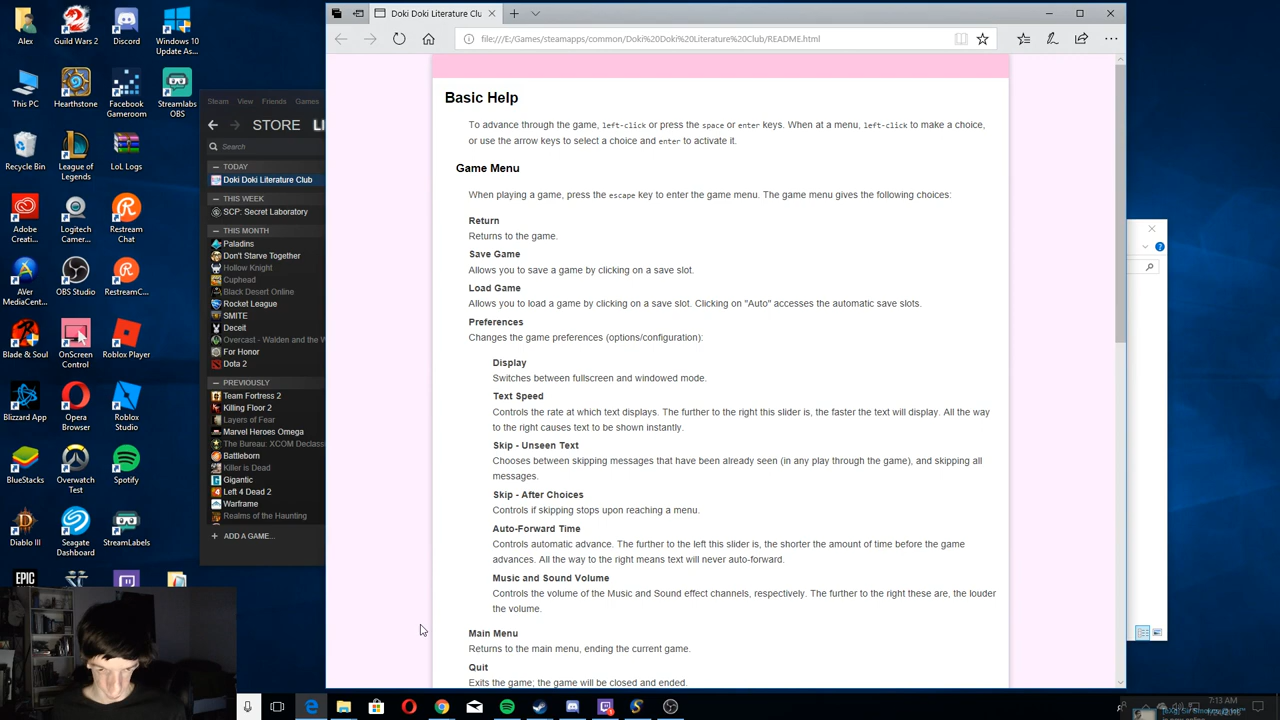 Alex
Guild Wars 2
Discord
Windows 10
Update As...
This PC
Hearthstone
Facebook
Gameroom
Streamlabs
OBS
Recycle Bin
League of
Legends
LoL Logs
Adobe
Creati...
Logitech
Camer...
Restream
Chat
AVer
MediaCent...
OBS Studio
RestreamC...
Blade & Soul
OnScreen
Control
Roblox Player
Blizzard App
Opera
Browser
Roblox
Studio
BlueStacks
Overwatch
Test
Spotify
Diablo III
Seagate
Dashboard
StreamLabels
EPIC
Steam View Friends Games
STORE LI
Search
TODAY
Doki Doki Literature Club
THIS WEEK
SCP: Secret Laboratory
THIS MONTH
Paladins
Don't Starve Together
Hollow Knight
Cuphead
Black Desert Online
Rocket League
SMITE
Deceit
Overcast - Walden and the W
For Honor
Dota 2
PREVIOUSLY
Team Fortress 2
Killing Floor 2
Layers of Fear
Marvel Heroes Omega
The Bureau: XCOM Declass
Battleborn
Killer is Dead
Gigantic
Left 4 Dead 2
Warframe
Realms of the Haunting
+ ADD A GAME...
Doki Doki Literature Clu
file:///E:/Games/steamapps/common/Doki%20Doki%20Literature%20Club/README.html
Basic Help
To advance through the game, left-click or press the space or enter keys. When at a menu, left-click to make a choice,
or use the arrow keys to select a choice and enter to activate it.
Game Menu
When playing a game, press the escape key to enter the game menu. The game menu gives the following choices:
Return
Returns to the game.
Save Game
Allows you to save a game by clicking on a save slot.
Load Game
Allows you to load a game by clicking on a save slot. Clicking on "Auto" accesses the automatic save slots.
Preferences
Changes the game preferences (options/configuration):
Display
Switches between fullscreen and windowed mode.
Text Speed
Controls the rate at which text displays. The further to the right this slider is, the faster the text will display. All the way
to the right causes text to be shown instantly.
Skip - Unseen Text
Chooses between skipping messages that have been already seen (in any play through the game), and skipping all
messages.
Skip - After Choices
Controls if skipping stops upon reaching a menu.
Auto-Forward Time
Controls automatic advance. The further to the left this slider is, the shorter the amount of time before the game
advances. All the way to the right means text will never auto-forward.
Music and Sound Volume
Controls the volume of the Music and Sound effect channels, respectively. The further to the right these are, the louder
the volume.
Main Menu
Returns to the main menu, ending the current game.
Quit
Exits the game; the game will be closed and ended.
7:13 AM